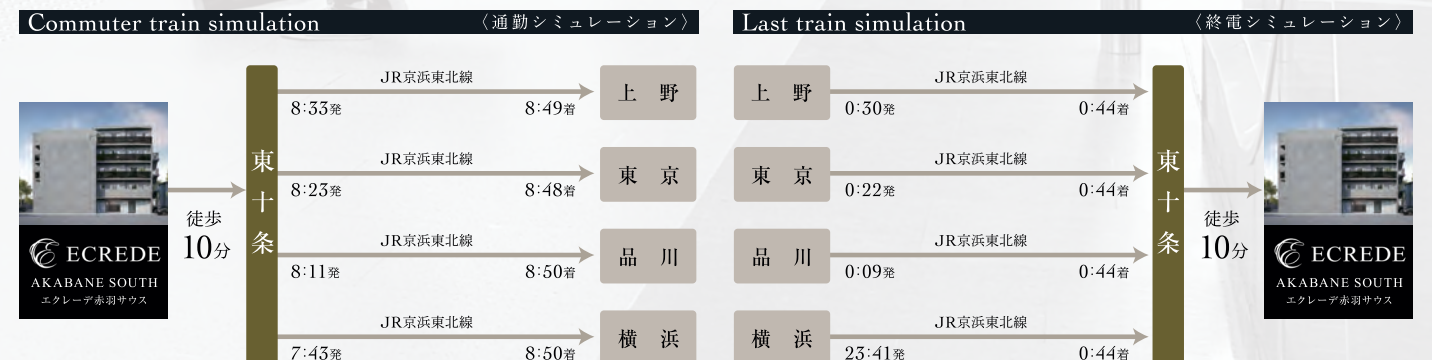 Commuter train simulation 〈通勤シミュレーション〉
JR京浜東北線
8:33発 8:49着
上野
JR京浜東北線
8:23発 8:48着
東京
JR京浜東北線
8:11発 8:50着
品川
JR京浜東北線
7:43発 8:50着
横浜
東十条
徒歩
10分
ECREDE
AKABANE SOUTH
エクレーデ赤羽サウス
Last train simulation 〈終電シミュレーション〉
上野
JR京浜東北線
0:30発 0:44着
東京
JR京浜東北線
0:22発 0:44着
品川
JR京浜東北線
0:09発 0:44着
横浜
JR京浜東北線
23:41発 0:44着
東十条
徒歩
10分
ECREDE
AKABANE SOUTH
エクレーデ赤羽サウス